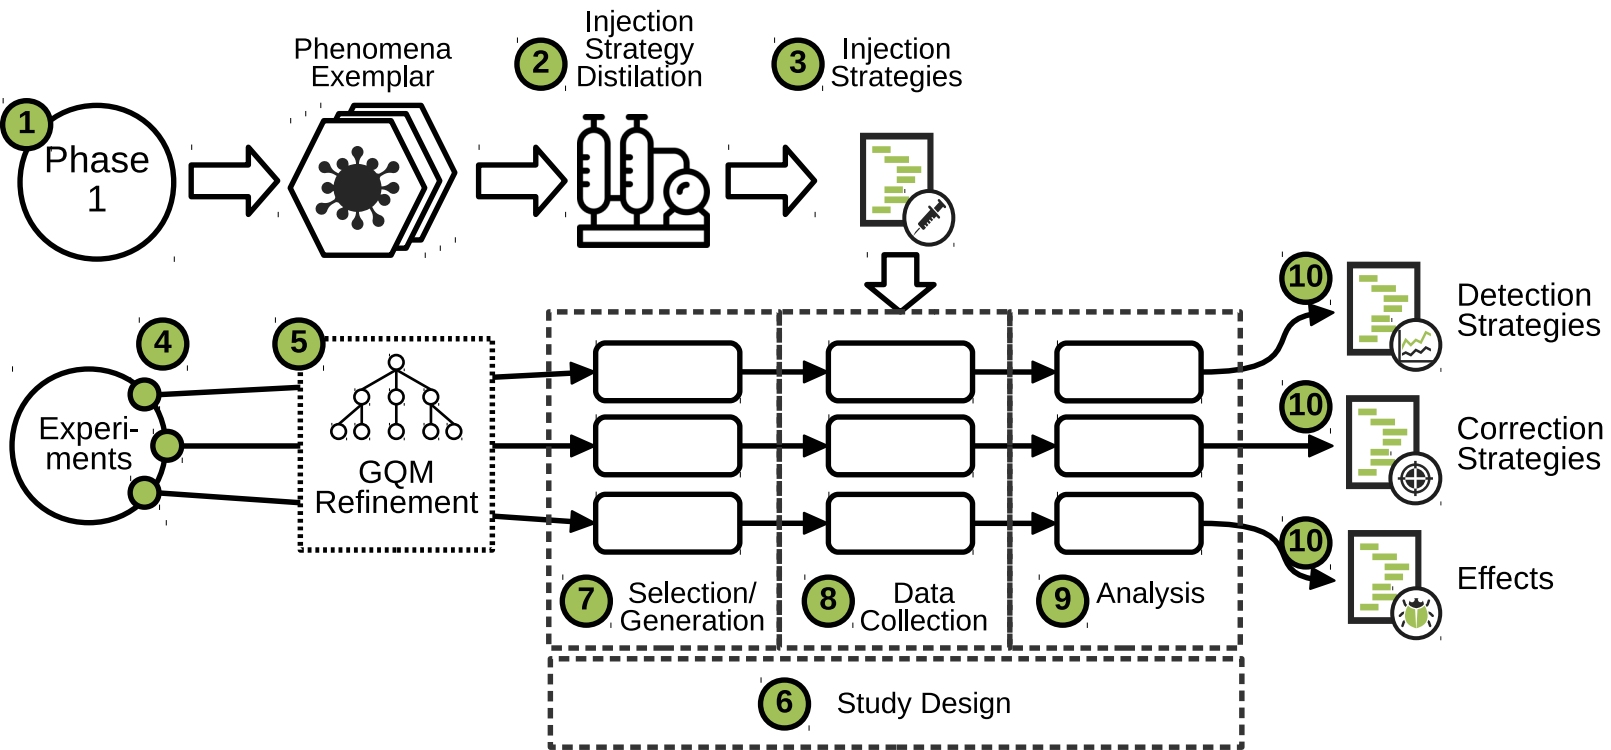 1
Phase
1
Phenomena
Exemplar
2
Injection
Strategy
Distilation
3
Injection
Strategies
4
Experi-
ments
5
GQM
Refinement
7
Selection/
Generation
8
Data
Collection
9
Analysis
6
Study Design
10
Detection
Strategies
10
Correction
Strategies
10
Effects